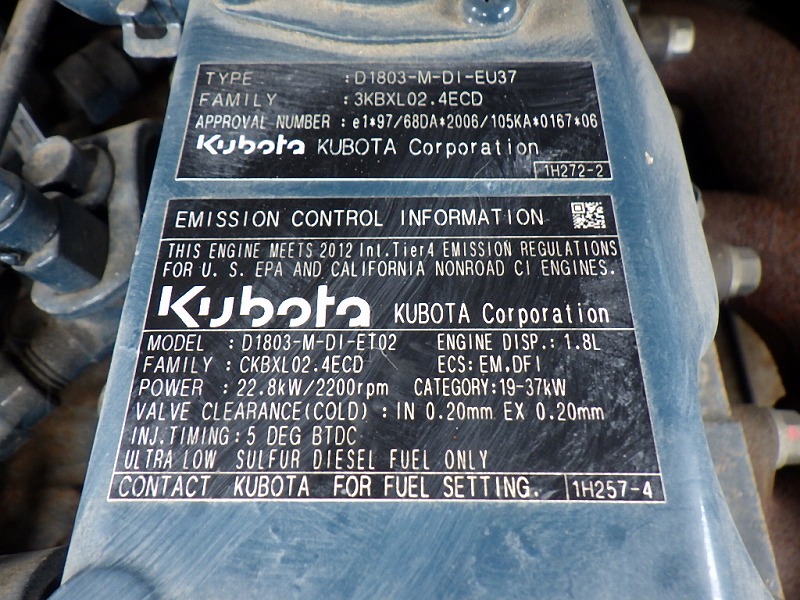 TYPE : D1803-M-DI-EU37
FAMILY : 3KBXL02.4ECD
APPROVAL NUMBER : e1*97/68DA*2006/105KA*0167*06
Kubota KUBOTA Corporation
1H272-2
EMISSION CONTROL INFORMATION
THIS ENGINE MEETS 2012 Int.Tier4 EMISSION REGULATIONS
FOR U. S. EPA AND CALIFORNIA NONROAD CI ENGINES.
Kubota KUBOTA Corporation
MODEL : D1803-M-DI-ET02 ENGINE DISP.: 1.8L
FAMILY : CKBXL02.4ECD ECS: EM.DFI
POWER : 22.8kW/2200rpm CATEGORY:19-37kW
VALVE CLEARANCE(COLD) : IN 0.20mm EX 0.20mm
INJ.TIMING: 5 DEG BTDC
ULTRA LOW SULFUR DIESEL FUEL ONLY
CONTACT KUBOTA FOR FUEL SETTING. 1H257-4